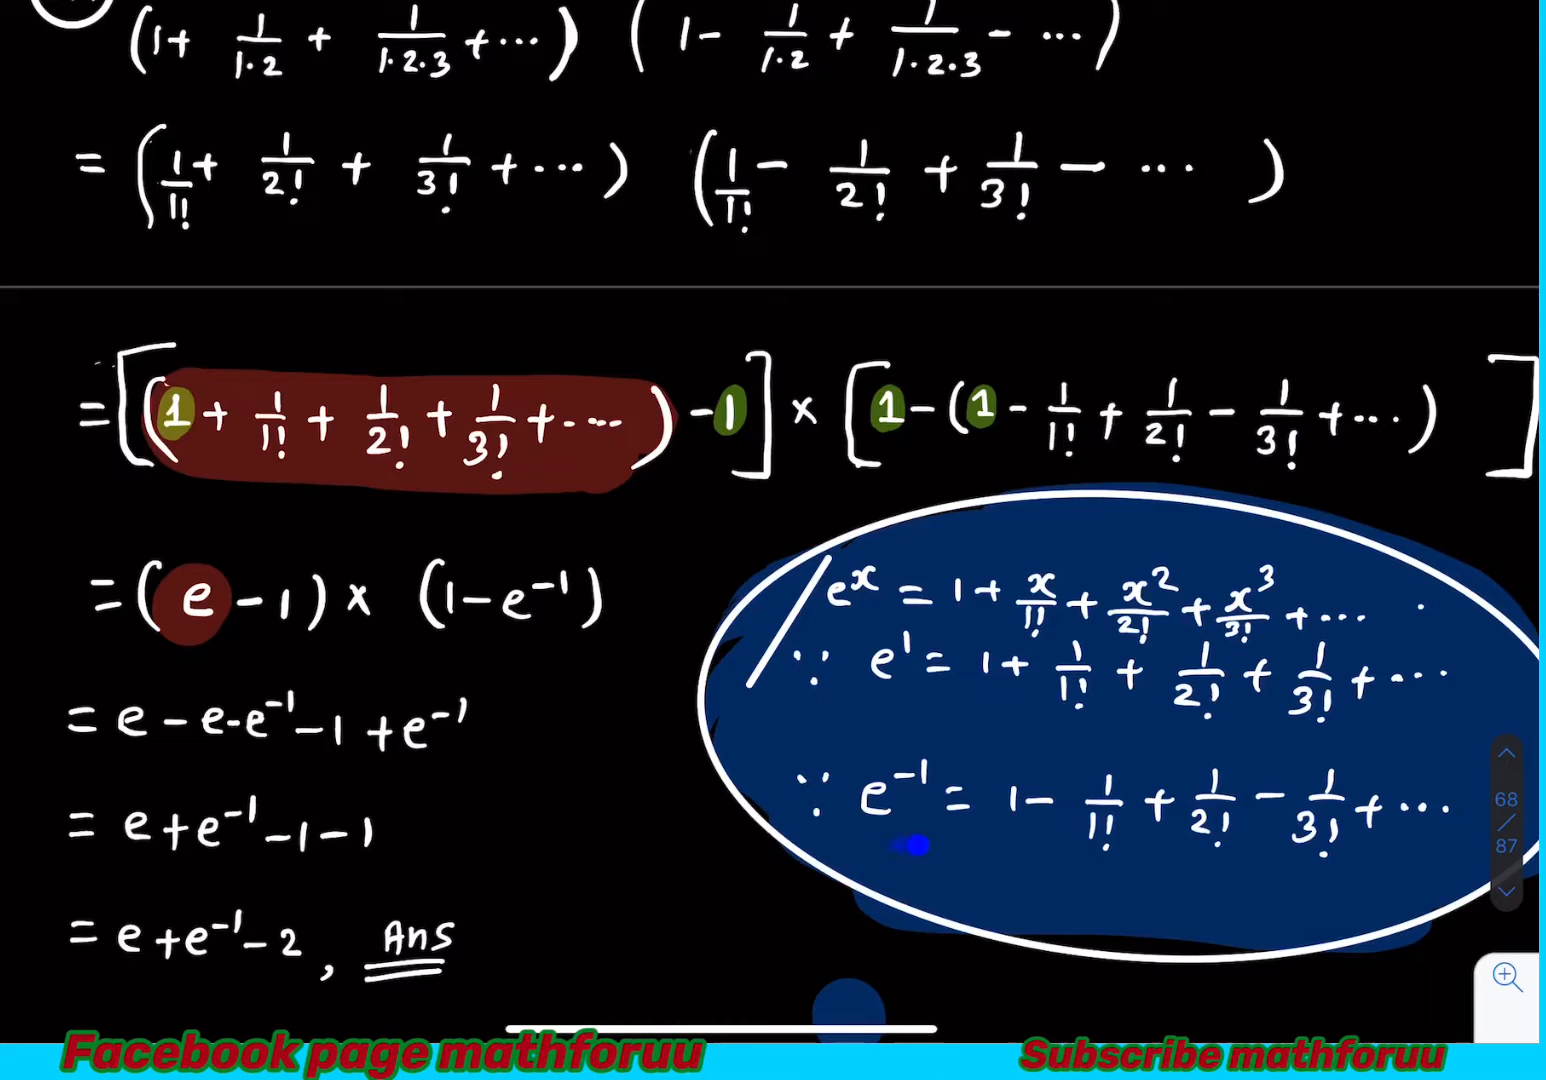 (1 + 1/1·2 + 1/1·2·3 + ···) (1 − 1/1·2 + 1/1·2·3 − ···)
= (1/1! + 1/2! + 1/3! + ···) (1/1! − 1/2! + 1/3! − ···)
= [(1 + 1/1! + 1/2! + 1/3! + ···) − 1] × [1 − (1 − 1/1! + 1/2! − 1/3! + ···)]
= (e − 1) × (1 − e⁻¹)
= e − e·e⁻¹ − 1 + e⁻¹
= e + e⁻¹ − 1 − 1
= e + e⁻¹ − 2, Ans
eˣ = 1 + x/1! + x²/2! + x³/3! + ···
∵ e¹ = 1 + 1/1! + 1/2! + 1/3! + ···
∵ e⁻¹ = 1 − 1/1! + 1/2! − 1/3! + ···
68
/
87
Facebook page mathforuu
Subscribe mathforuu